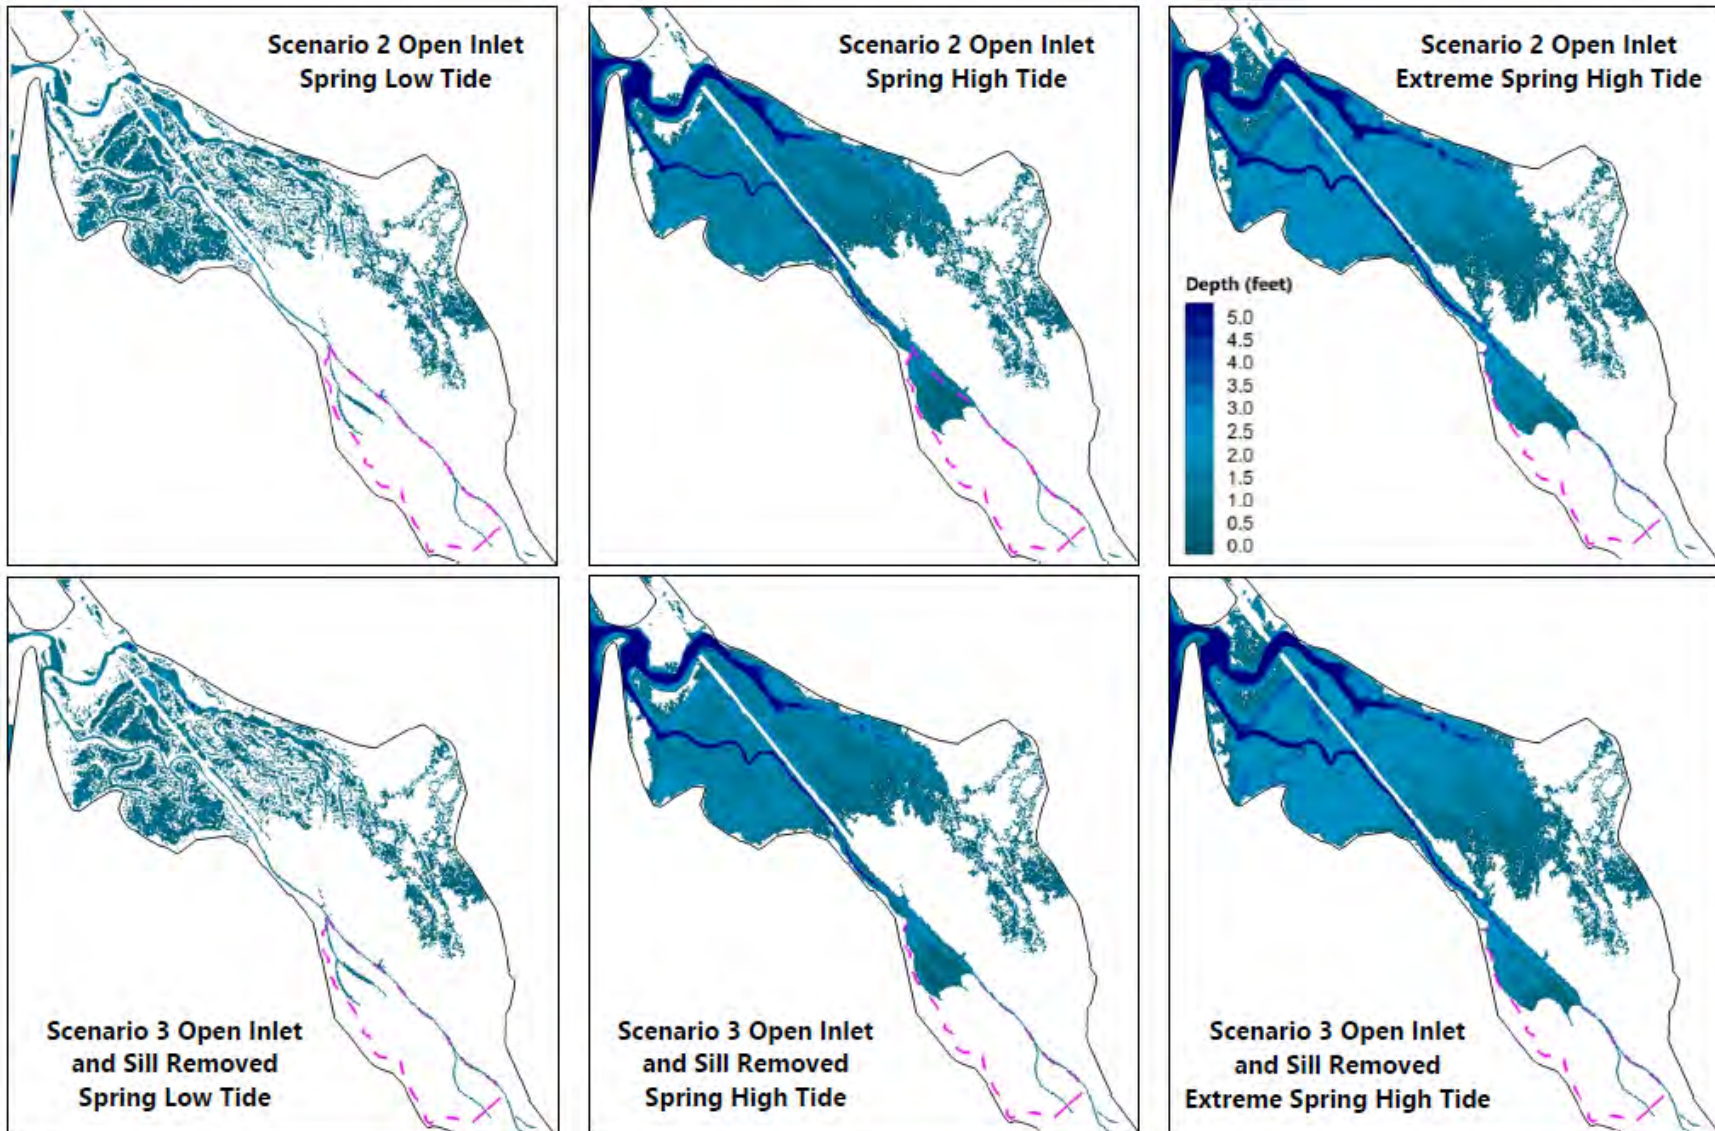 Scenario 2 Open Inlet
Spring Low Tide
Scenario 2 Open Inlet
Spring High Tide
Scenario 2 Open Inlet
Extreme Spring High Tide
Depth (feet)
5.0
4.5
4.0
3.5
3.0
2.5
2.0
1.5
1.0
0.5
0.0
Scenario 3 Open Inlet
and Sill Removed
Spring Low Tide
Scenario 3 Open Inlet
and Sill Removed
Spring High Tide
Scenario 3 Open Inlet
and Sill Removed
Extreme Spring High Tide